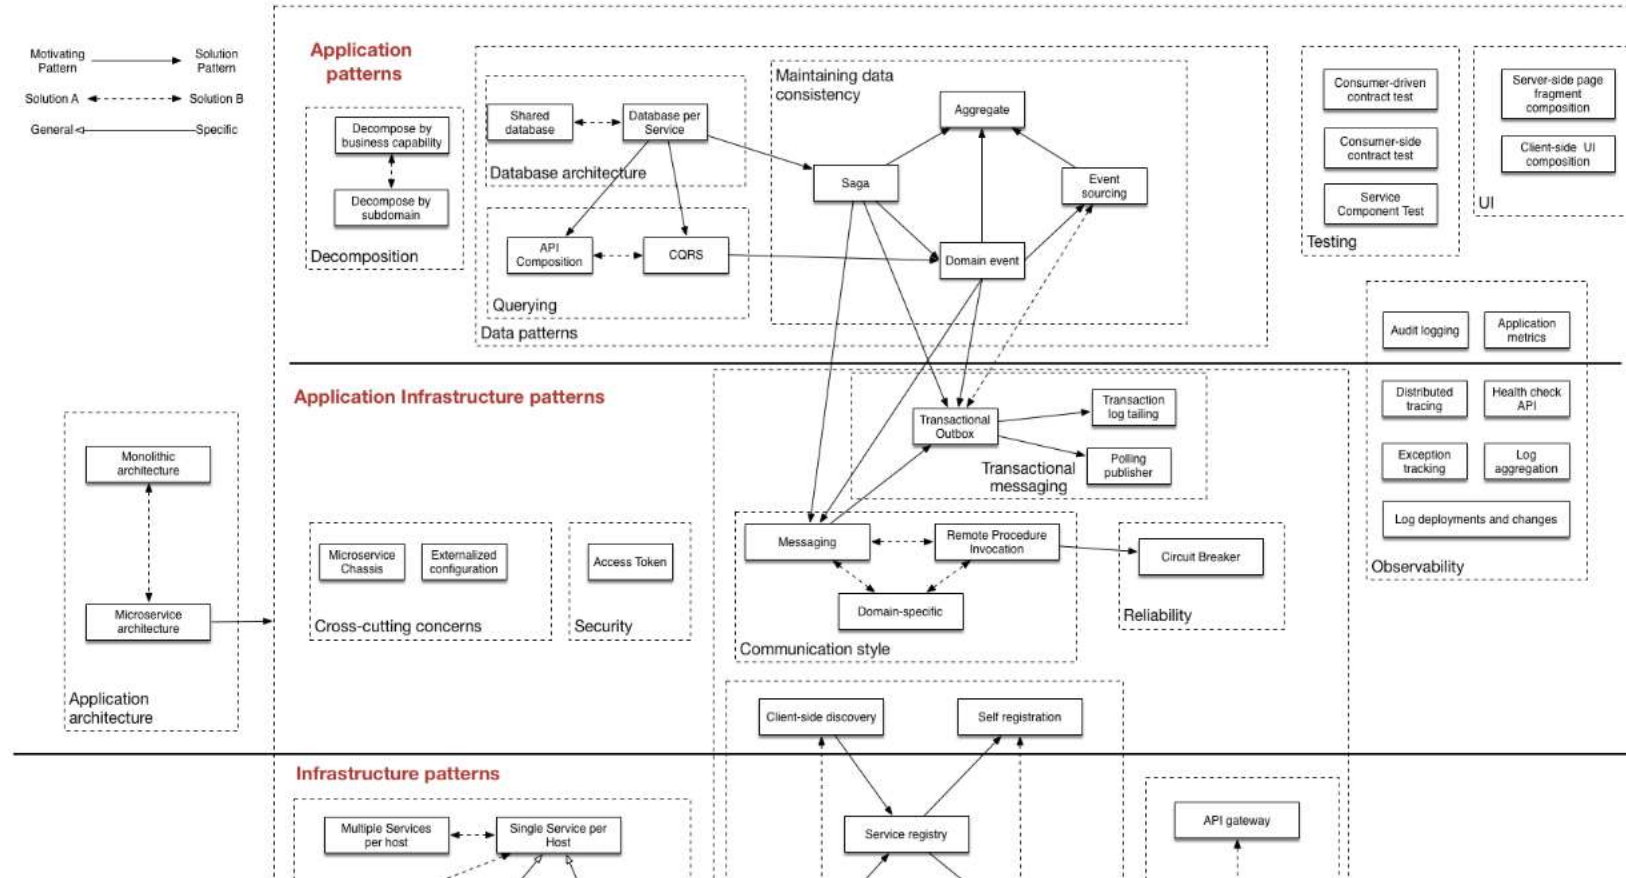 Motivating
Pattern
Solution
Pattern
Solution A
Solution B
General
Specific
Application
patterns
Decompose by
business capability
Decompose by
subdomain
Decomposition
Shared
database
Database per
Service
Database architecture
API
Composition
CQRS
Querying
Data patterns
Maintaining data
consistency
Aggregate
Saga
Event
sourcing
Domain event
Consumer-driven
contract test
Consumer-side
contract test
Service
Component Test
Testing
Server-side page
fragment
composition
Client-side UI
composition
UI
Audit logging
Application
metrics
Distributed
tracing
Health check
API
Exception
tracking
Log
aggregation
Log deployments and changes
Observability
Application Infrastructure patterns
Monolithic
architecture
Microservice
architecture
Application
architecture
Microservice
Chassis
Externalized
configuration
Cross-cutting concerns
Access Token
Security
Transactional
Outbox
Transaction
log tailing
Polling
publisher
Transactional
messaging
Messaging
Remote Procedure
Invocation
Domain-specific
Communication style
Circuit Breaker
Reliability
Client-side discovery
Self registration
Infrastructure patterns
Multiple Services
per host
Single Service per
Host
Service registry
API gateway